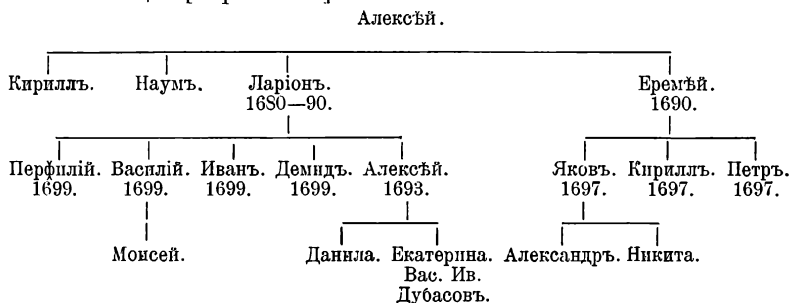 Алексѣй.
Кириллъ. Наумъ. Ларіонъ. Еремѣй.
1680—90. 1690.
Перфилій. Василій. Иванъ. Демидъ. Алексѣй. Яковъ. Кириллъ. Петръ.
1699. 1699. 1699. 1699. 1693. 1697. 1697. 1697.
Моисей. Данила. Екатерина. Александръ. Никита.
Вас. Ив.
Дубасовъ.